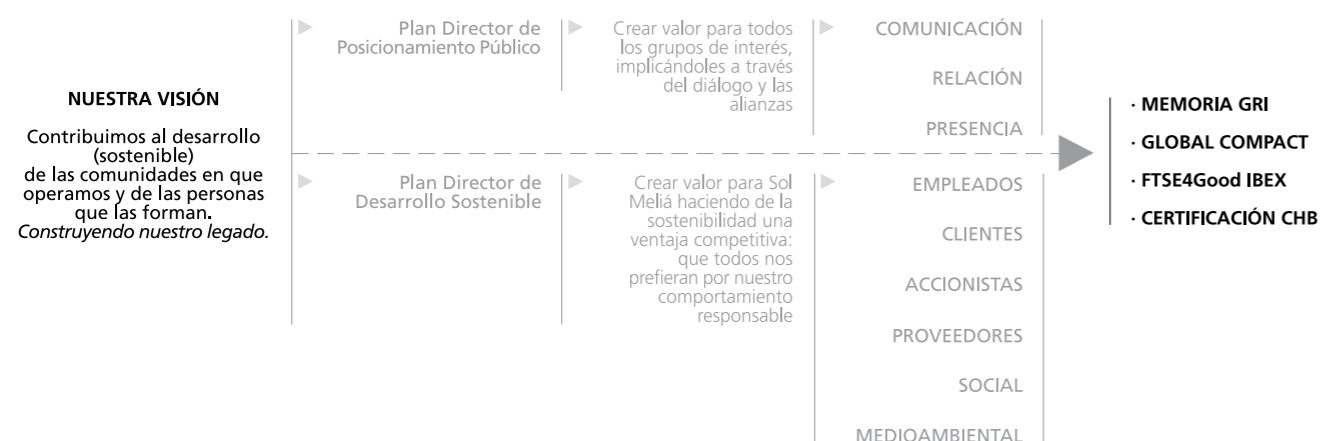 NUESTRA VISIÓN
Contribuimos al desarrollo
(sostenible)
de las comunidades en que
operamos y de las personas
que las forman.
Construyendo nuestro legado.
Plan Director de
Posicionamiento Público
Crear valor para todos
los grupos de interés,
implicándoles a través
del diálogo y las
alianzas
COMUNICACIÓN
RELACIÓN
PRESENCIA
Plan Director de
Desarrollo Sostenible
Crear valor para Sol
Meliá haciendo de la
sostenibilidad una
ventaja competitiva:
que todos nos
prefieran por nuestro
comportamiento
responsable
EMPLEADOS
CLIENTES
ACCIONISTAS
PROVEEDORES
SOCIAL
MEDIOAMBIENTAL
· MEMORIA GRI
· GLOBAL COMPACT
· FTSE4Good IBEX
· CERTIFICACIÓN CHB